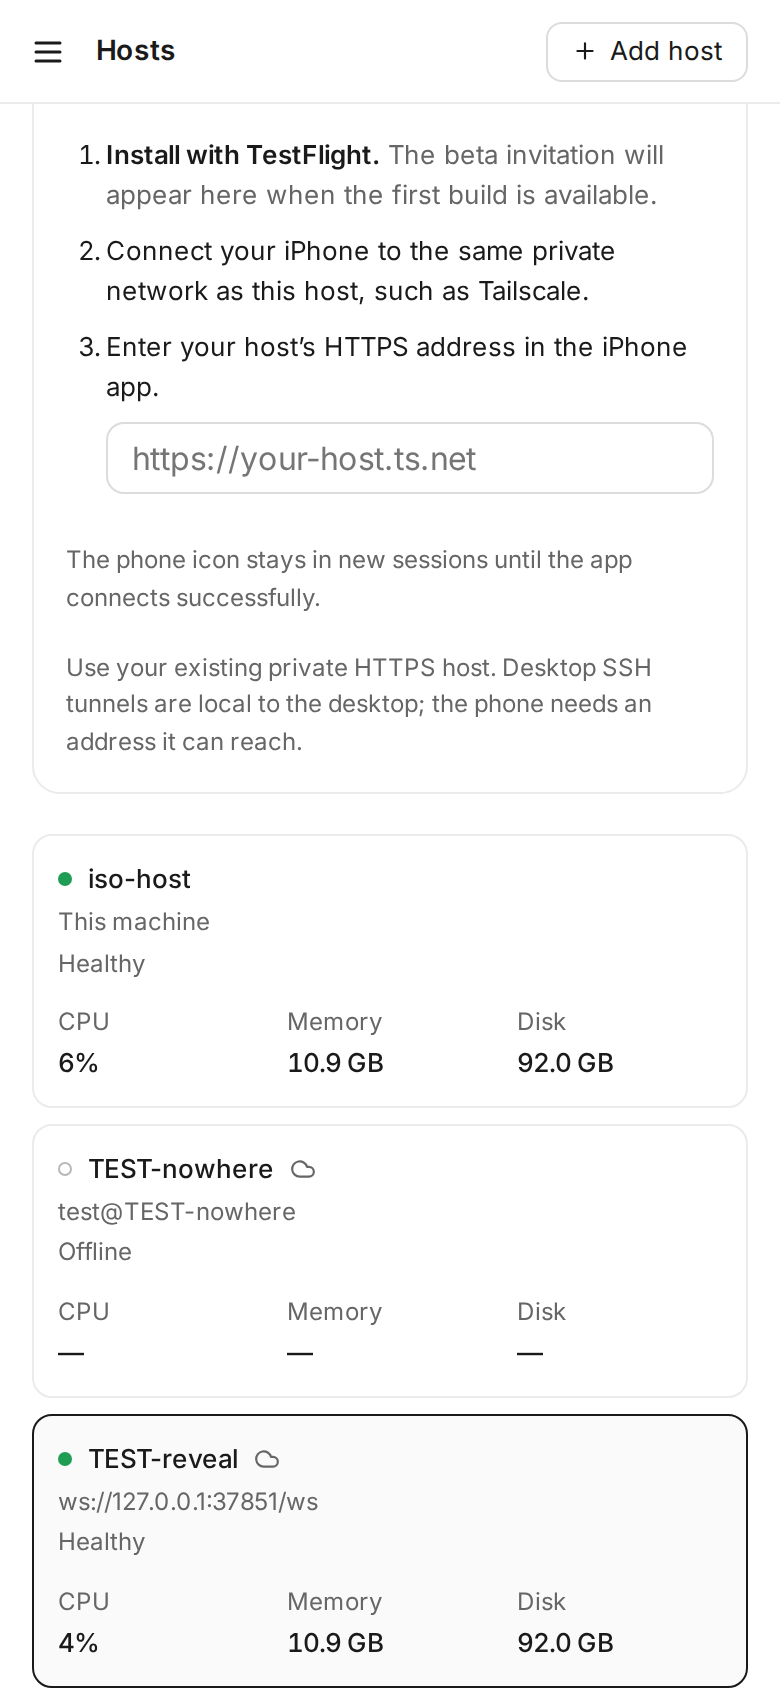 Hosts
+ Add host
1. Install with TestFlight. The beta invitation will
appear here when the first build is available.
2. Connect your iPhone to the same private
network as this host, such as Tailscale.
3. Enter your host’s HTTPS address in the iPhone
app.
https://your-host.ts.net
The phone icon stays in new sessions until the app
connects successfully.
Use your existing private HTTPS host. Desktop SSH
tunnels are local to the desktop; the phone needs an
address it can reach.
iso-host
This machine
Healthy
CPU Memory Disk
6% 10.9 GB 92.0 GB
TEST-nowhere
test@TEST-nowhere
Offline
CPU Memory Disk
— — —
TEST-reveal
ws://127.0.0.1:37851/ws
Healthy
CPU Memory Disk
4% 10.9 GB 92.0 GB